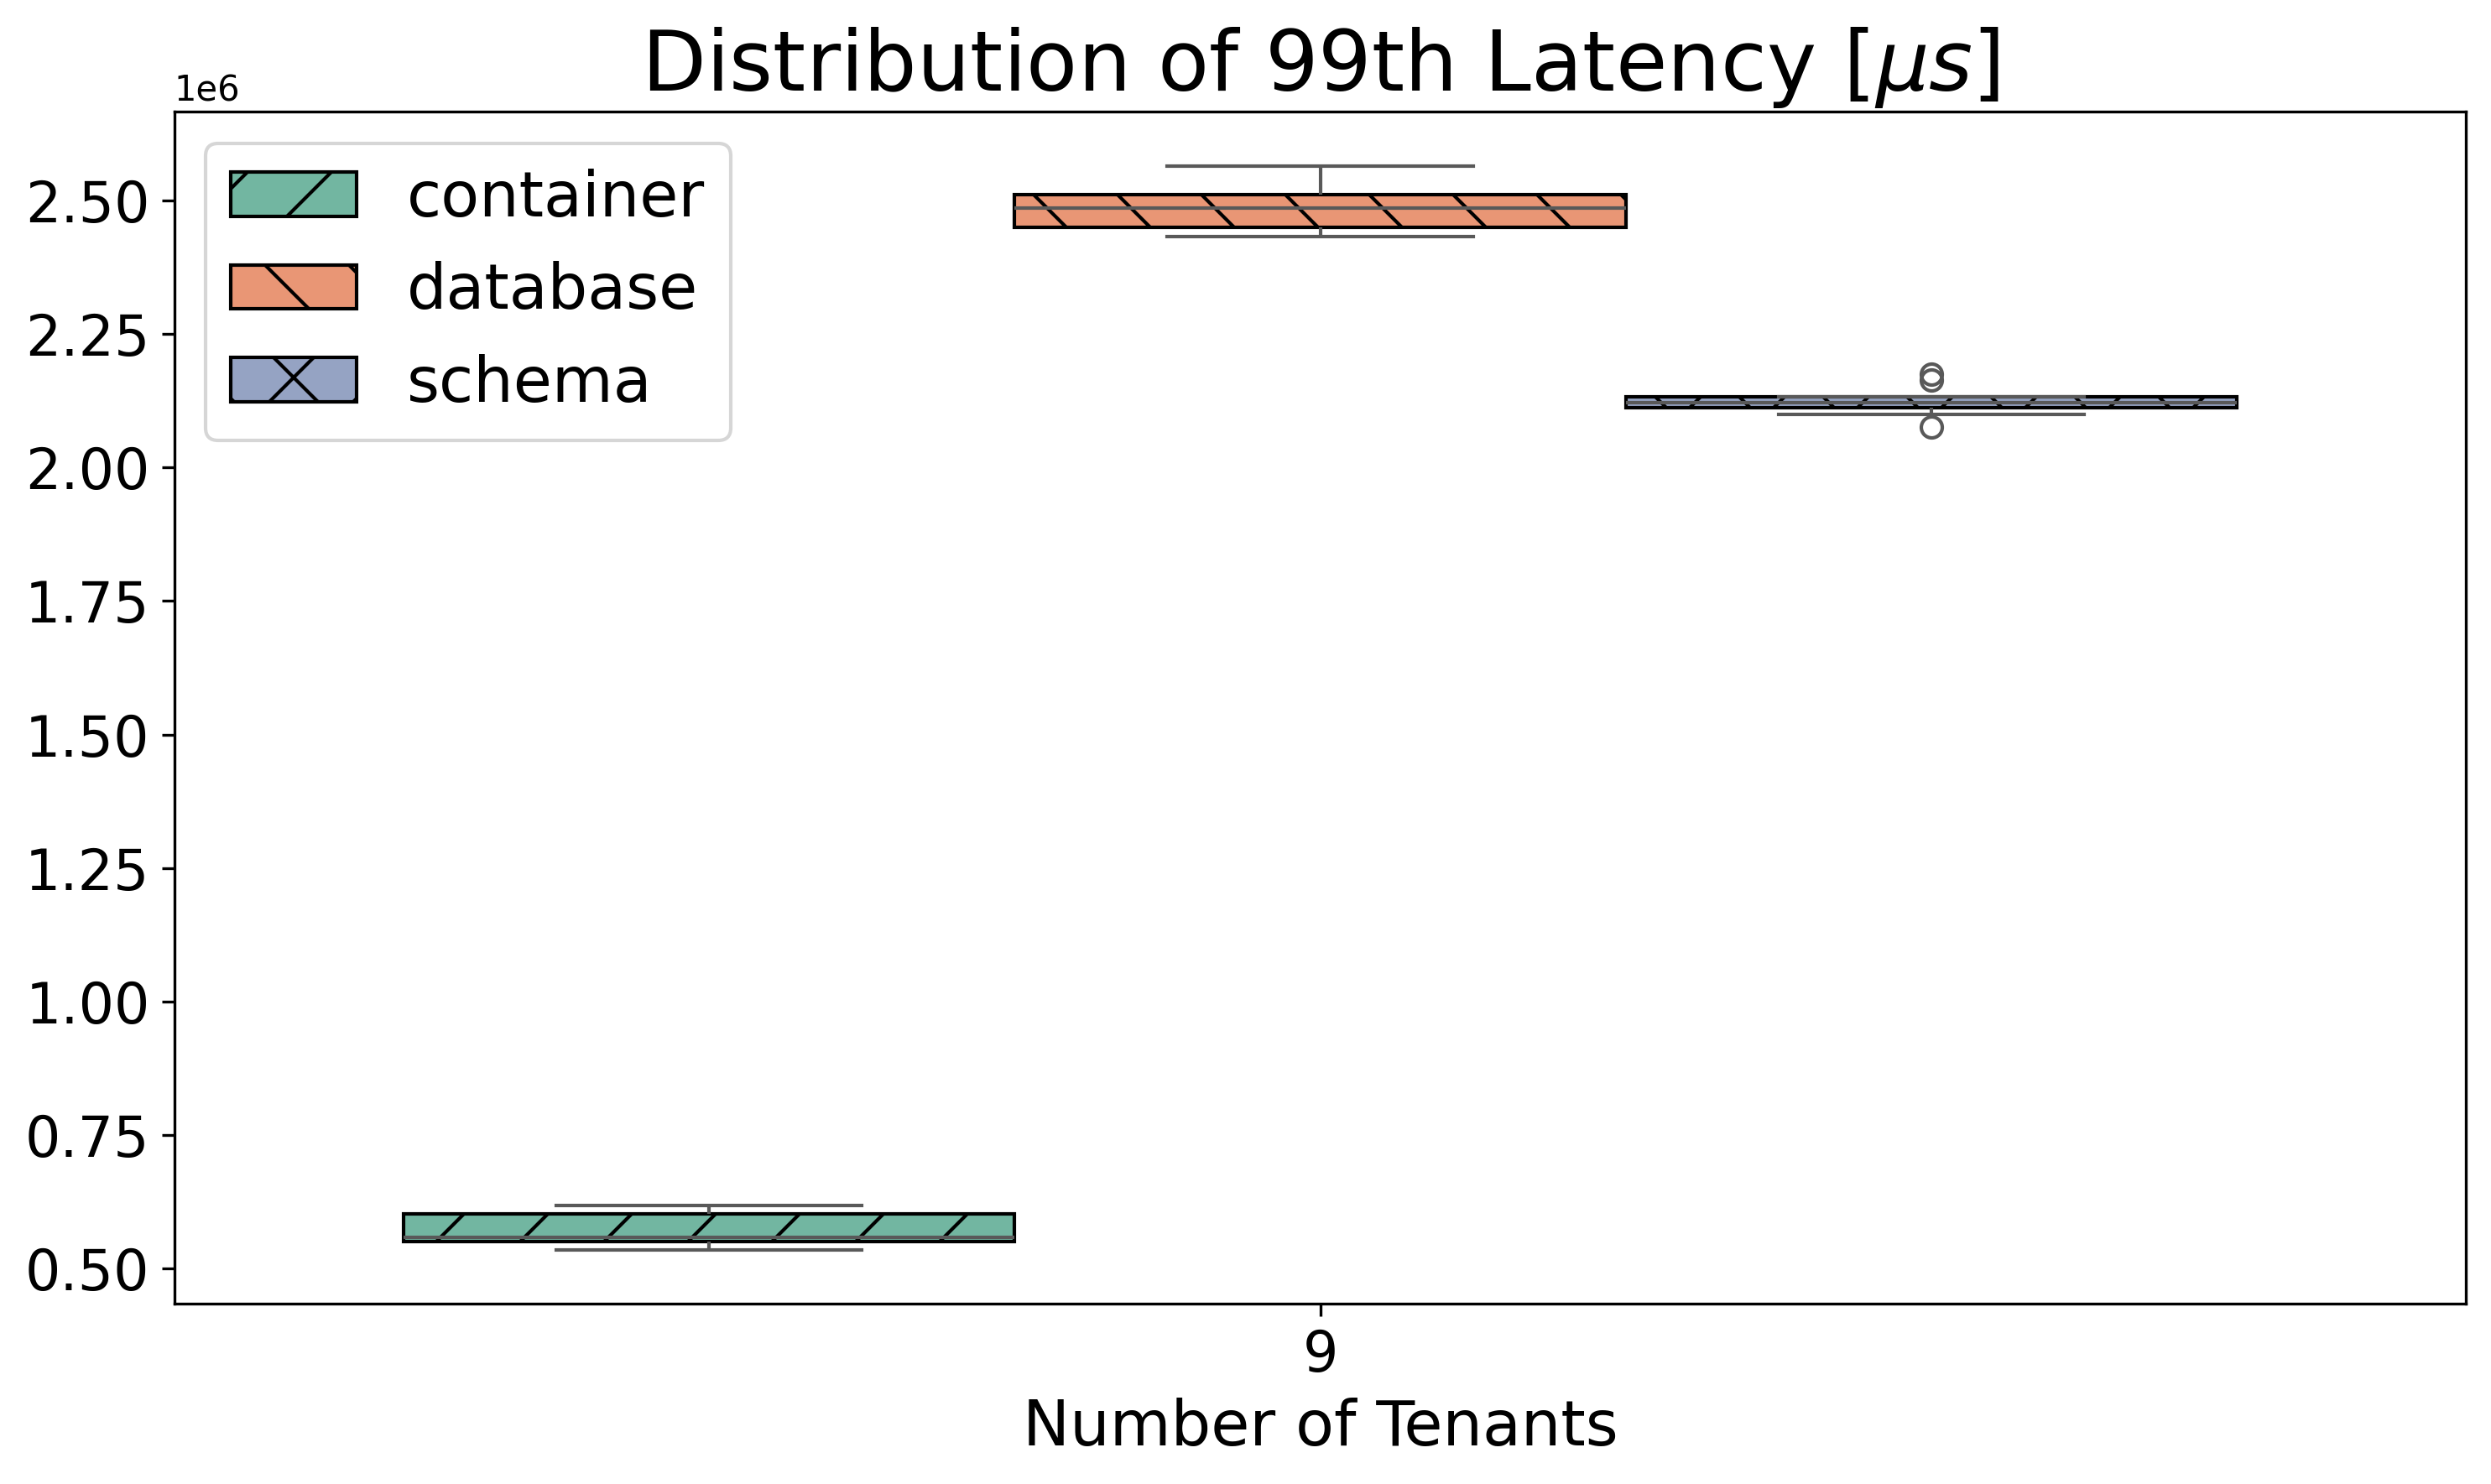 Distribution of 99th Latency [μs]
1e6
container
database
schema
2.50
2.25
2.00
1.75
1.50
1.25
1.00
0.75
0.50
9
Number of Tenants